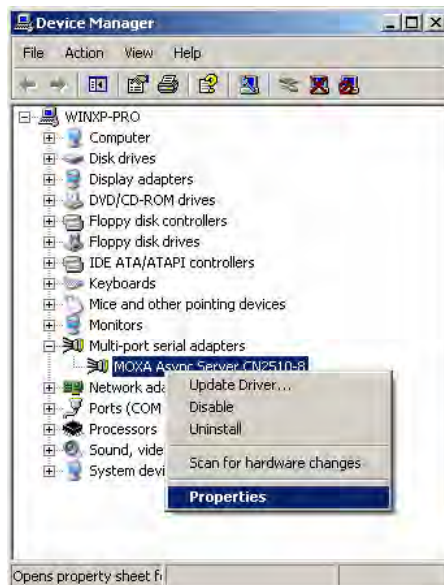 Device Manager
File Action View Help
WINXP-PRO
Computer
Disk drives
Display adapters
DVD/CD-ROM drives
Floppy disk controllers
Floppy disk drives
IDE ATA/ATAPI controllers
Keyboards
Mice and other pointing devices
Monitors
Multi-port serial adapters
MOXA Async Server CN2510-8
Network ada
Ports (COM
Processors
Sound, vide
System devi
Update Driver...
Disable
Uninstall
Scan for hardware changes
Properties
Opens property sheet f